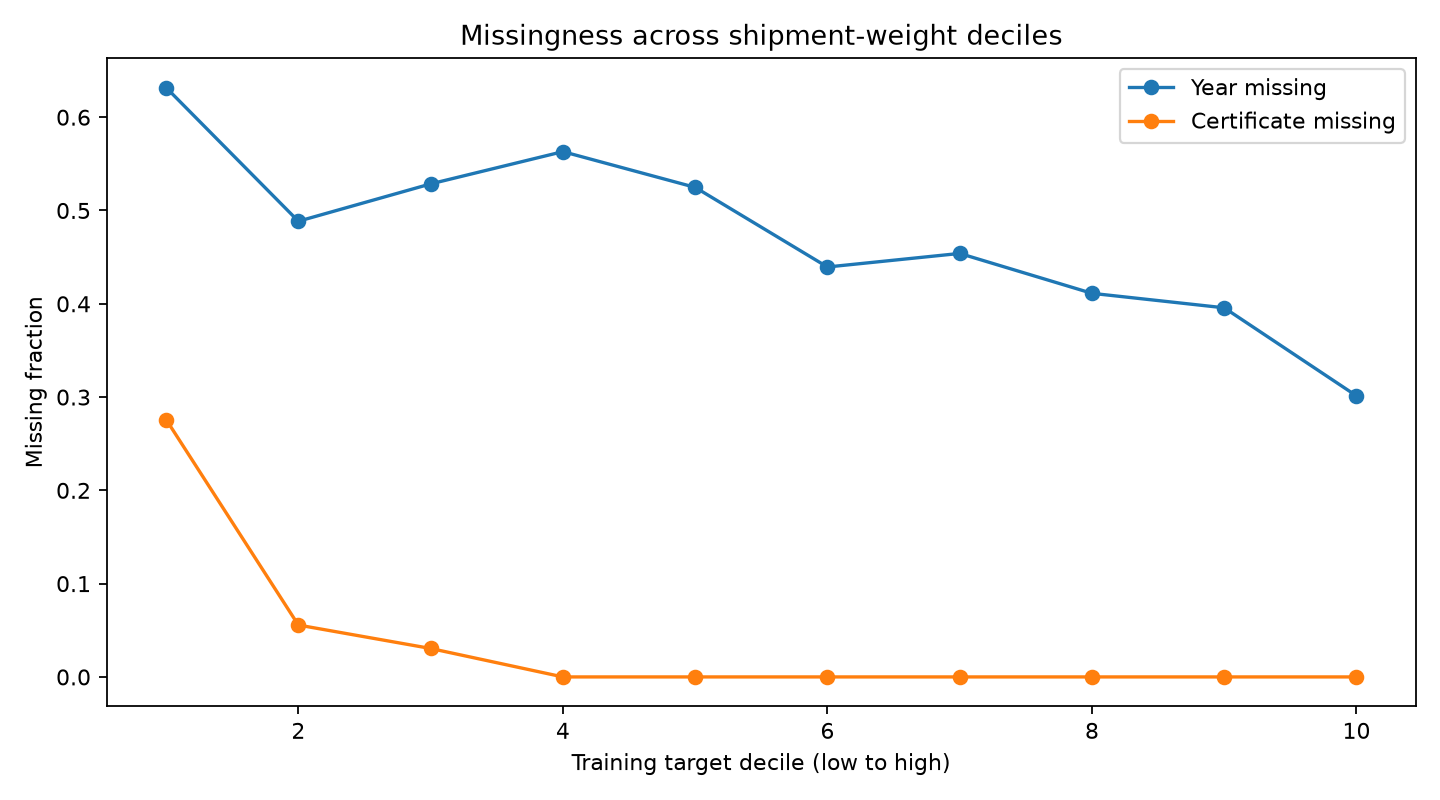 Missingness across shipment-weight deciles
Year missing
Certificate missing
Missing fraction
0.6
0.5
0.4
0.3
0.2
0.1
0.0
2
4
6
8
10
Training target decile (low to high)